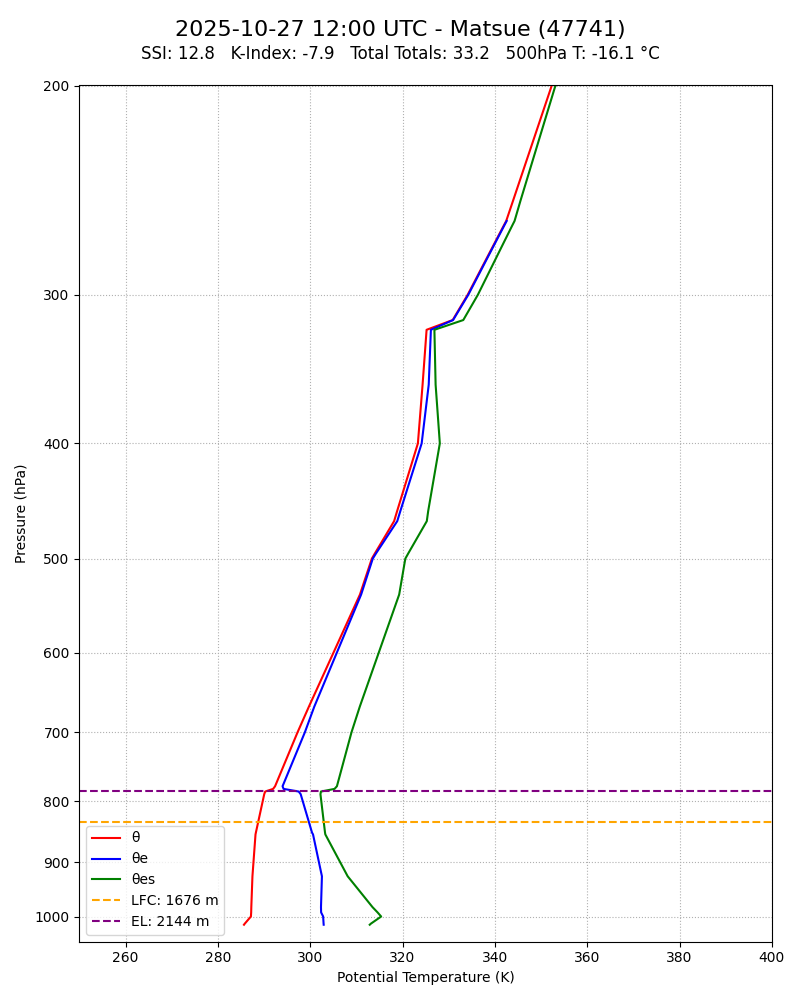 2025-10-27 12:00 UTC - Matsue (47741)
SSI: 12.8   K-Index: -7.9   Total Totals: 33.2   500hPa T: -16.1 °C
200
300
400
500
600
700
800
900
1000
Pressure (hPa)
θ
θe
θes
LFC: 1676 m
EL: 2144 m
260 280 300 320 340 360 380 400
Potential Temperature (K)